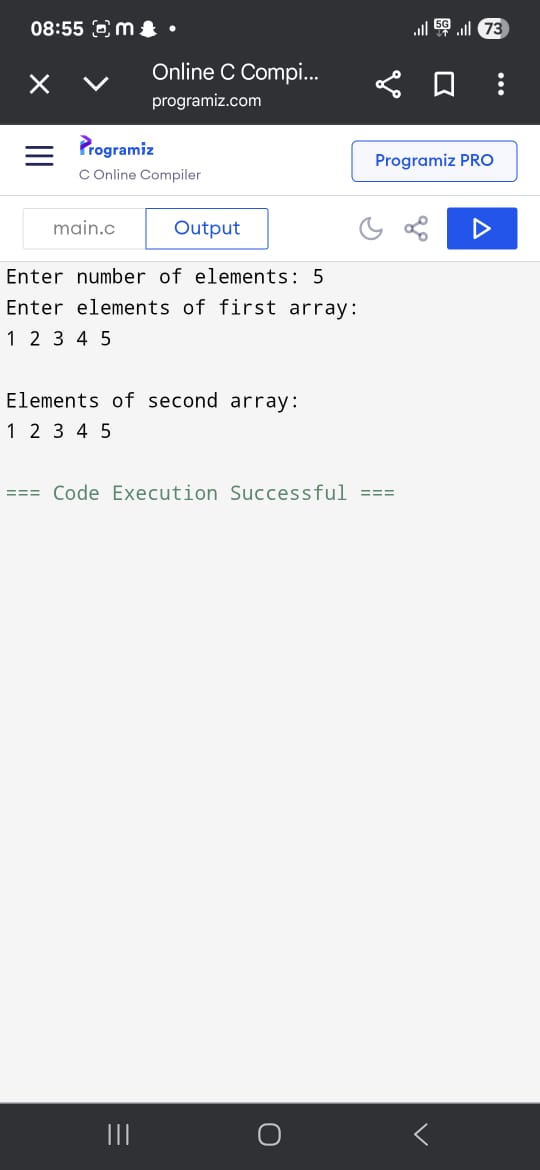 08:55
5G
73
Online C Compi...
programiz.com
Programiz
C Online Compiler
Programiz PRO
main.c
Output
Enter number of elements: 5
Enter elements of first array:
1 2 3 4 5
Elements of second array:
1 2 3 4 5
=== Code Execution Successful ===